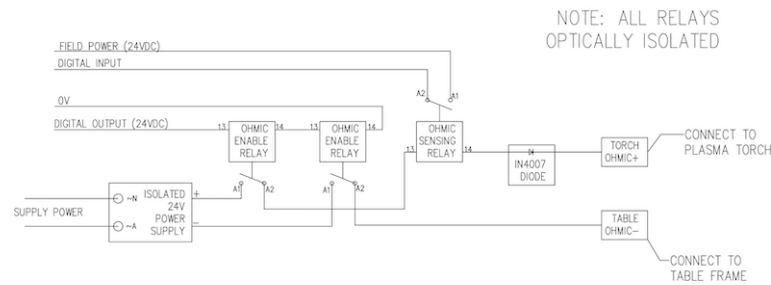 NOTE: ALL RELAYS
OPTICALLY ISOLATED
FIELD POWER (24VDC)
DIGITAL INPUT
A2
A1
0V
DIGITAL OUTPUT (24VDC)
13
OHMIC
ENABLE
RELAY
14
13
OHMIC
ENABLE
RELAY
14
OHMIC
SENSING
RELAY
13
14
IN4007
DIODE
TORCH
OHMIC+
CONNECT TO
PLASMA TORCH
A1
A2
A1
A2
SUPPLY POWER
~N
~A
ISOLATED
24V
POWER
SUPPLY
+
-
TABLE
OHMIC-
CONNECT TO
TABLE FRAME